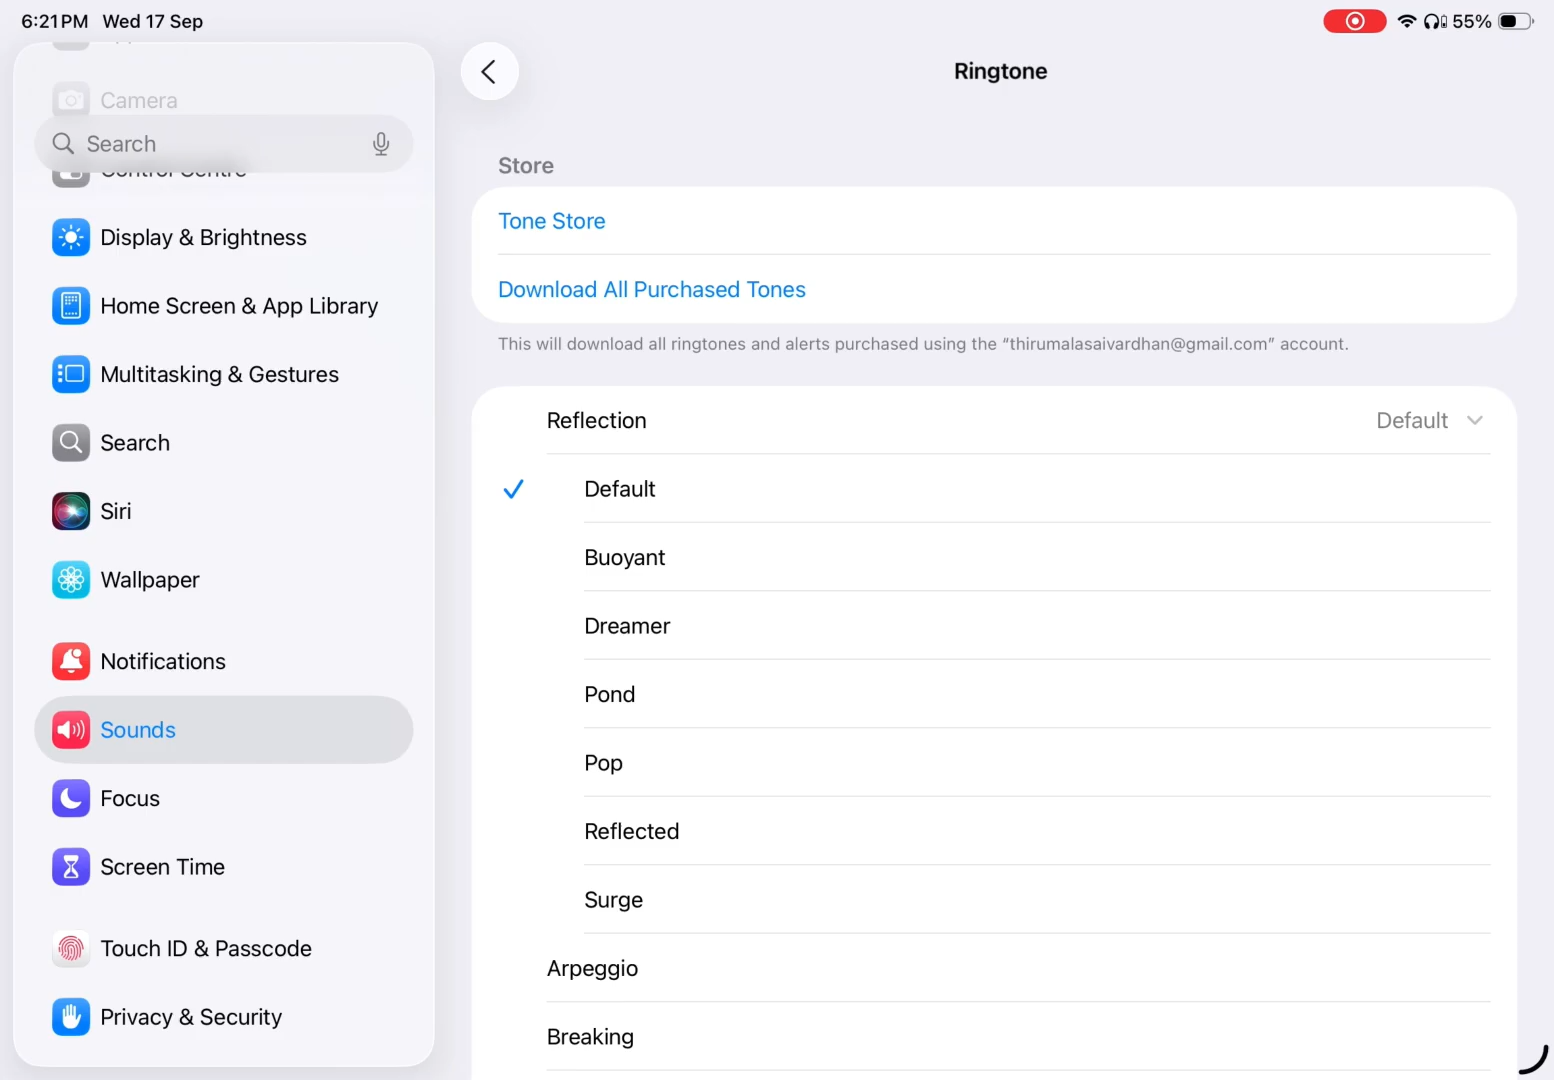 6:21 PM Wed 17 Sep
55%
Camera
Search
Control Centre
Display & Brightness
Home Screen & App Library
Multitasking & Gestures
Search
Siri
Wallpaper
Notifications
Sounds
Focus
Screen Time
Touch ID & Passcode
Privacy & Security
Ringtone
Store
Tone Store
Download All Purchased Tones
This will download all ringtones and alerts purchased using the “thirumalasaivardhan@gmail.com” account.
Reflection Default
Default
Buoyant
Dreamer
Pond
Pop
Reflected
Surge
Arpeggio
Breaking